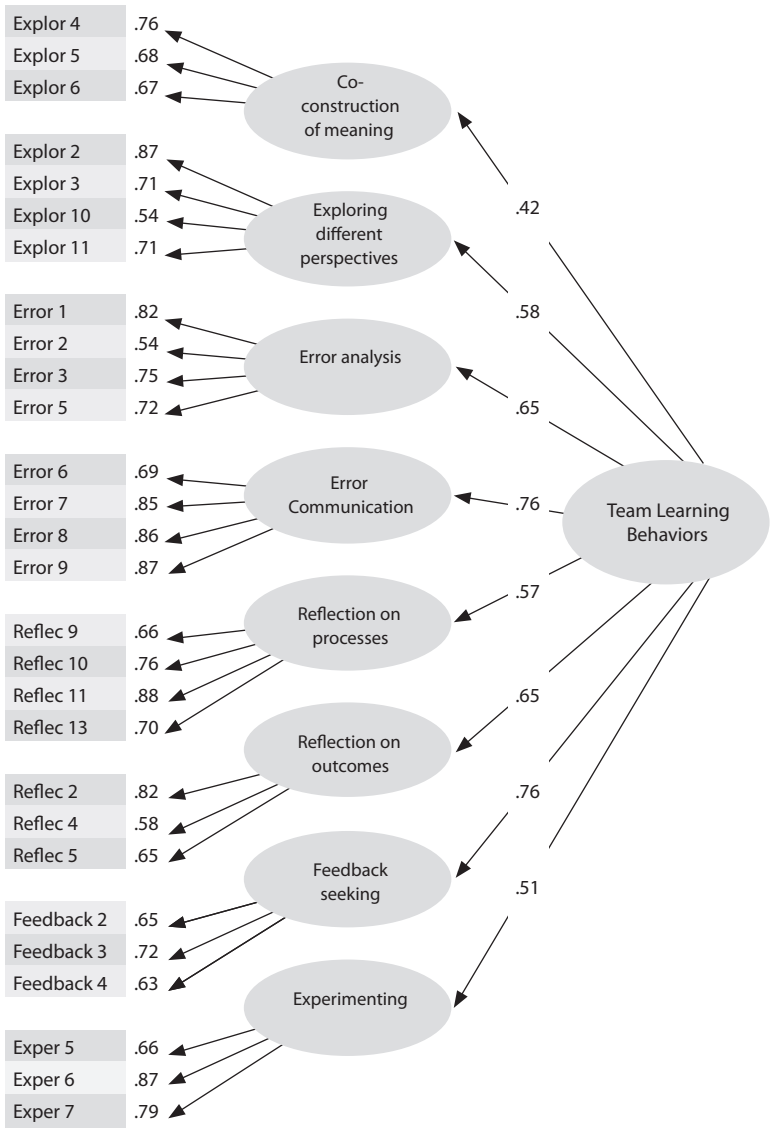 Explor 4 .76
Explor 5 .68
Explor 6 .67
Co-
construction
of meaning
Explor 2 .87
Explor 3 .71
Explor 10 .54
Explor 11 .71
Exploring
different
perspectives
.42
.58
Error 1 .82
Error 2 .54
Error 3 .75
Error 5 .72
Error analysis
.65
Error 6 .69
Error 7 .85
Error 8 .86
Error 9 .87
Error
Communication
.76
Team Learning
Behaviors
.57
Reflec 9 .66
Reflec 10 .76
Reflec 11 .88
Reflec 13 .70
Reflection on
processes
.65
Reflec 2 .82
Reflec 4 .58
Reflec 5 .65
Reflection on
outcomes
.76
Feedback 2 .65
Feedback 3 .72
Feedback 4 .63
Feedback
seeking
.51
Exper 5 .66
Exper 6 .87
Exper 7 .79
Experimenting